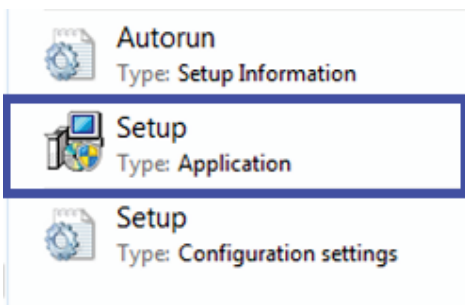 Autorun
Type: Setup Information
Setup
Type: Application
Setup
Type: Configuration settings